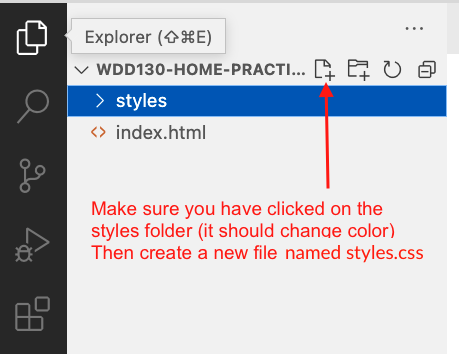 Explorer (⇧⌘E)
WDD130-HOME-PRACTI...
styles
index.html
Make sure you have clicked on the
styles folder (it should change color)
Then create a new file named styles.css